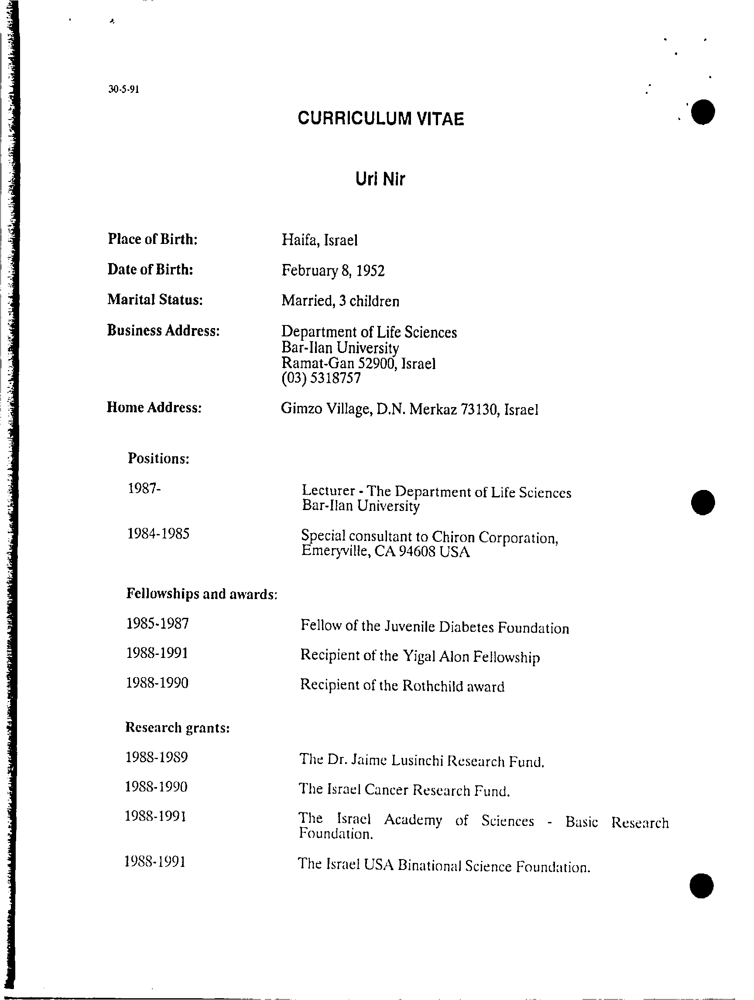 30-5-91
CURRICULUM VITAE
Uri Nir
Place of Birth: Haifa, Israel
Date of Birth: February 8, 1952
Marital Status: Married, 3 children
Business Address: Department of Life Sciences
Bar-Ilan University
Ramat-Gan 52900, Israel
(03) 5318757
Home Address: Gimzo Village, D.N. Merkaz 73130, Israel
Positions:
1987- Lecturer - The Department of Life Sciences
Bar-Ilan University
1984-1985 Special consultant to Chiron Corporation,
Emeryville, CA 94608 USA
Fellowships and awards:
1985-1987 Fellow of the Juvenile Diabetes Foundation
1988-1991 Recipient of the Yigal Alon Fellowship
1988-1990 Recipient of the Rothchild award
Research grants:
1988-1989 The Dr. Jaime Lusinchi Research Fund.
1988-1990 The Israel Cancer Research Fund.
1988-1991 The Israel Academy of Sciences - Basic Research
Foundation.
1988-1991 The Israel USA Binational Science Foundation.